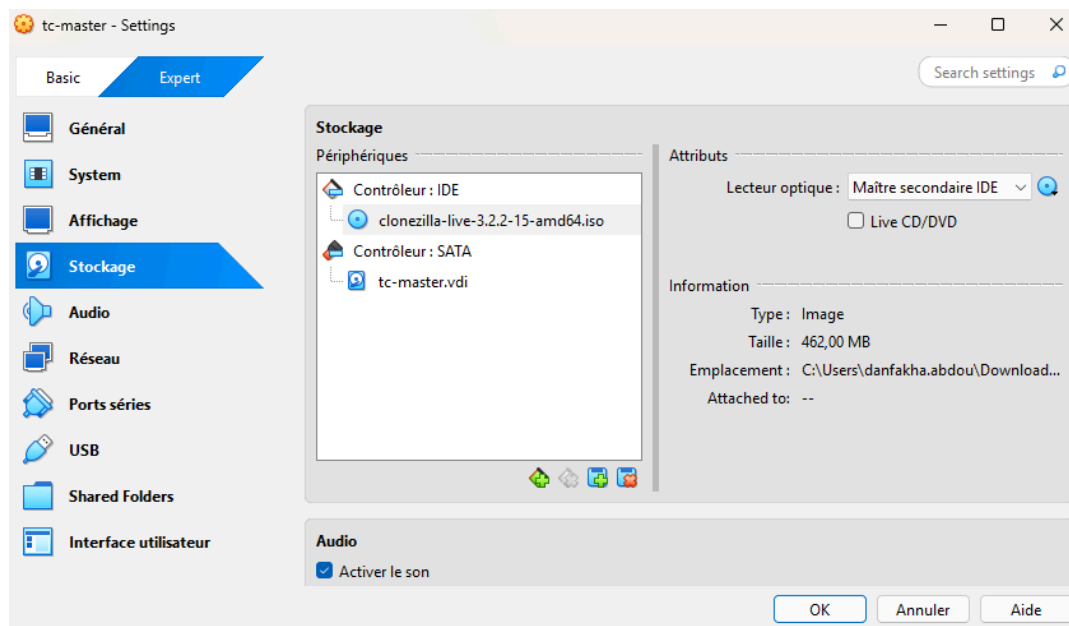 tc-master - Settings
Basic
Expert
Search settings
Général
System
Affichage
Stockage
Audio
Réseau
Ports séries
USB
Shared Folders
Interface utilisateur
Stockage
Périphériques
Contrôleur : IDE
clonezilla-live-3.2.2-15-amd64.iso
Contrôleur : SATA
tc-master.vdi
Attributs
Lecteur optique : Maître secondaire IDE
Live CD/DVD
Information
Type : Image
Taille : 462,00 MB
Emplacement : C:\Users\danfakha.abdou\Download...
Attached to: --
Audio
Activer le son
OK
Annuler
Aide